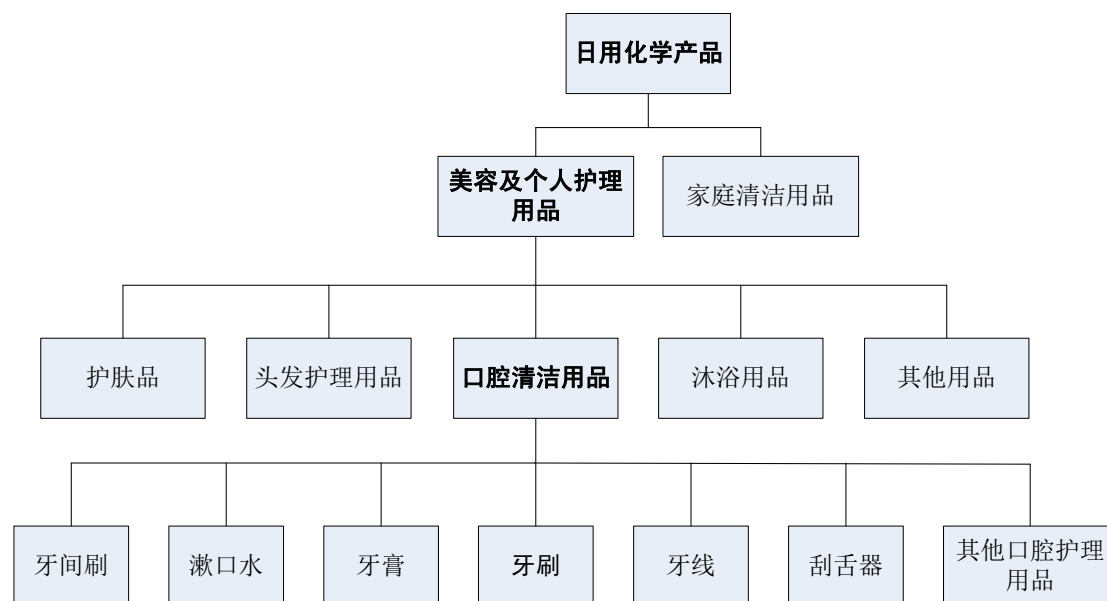 日用化学产品
美容及个人护理
用品
家庭清洁用品
护肤品
头发护理用品
口腔清洁用品
沐浴用品
其他用品
牙间刷
漱口水
牙膏
牙刷
牙线
刮舌器
其他口腔护理
用品